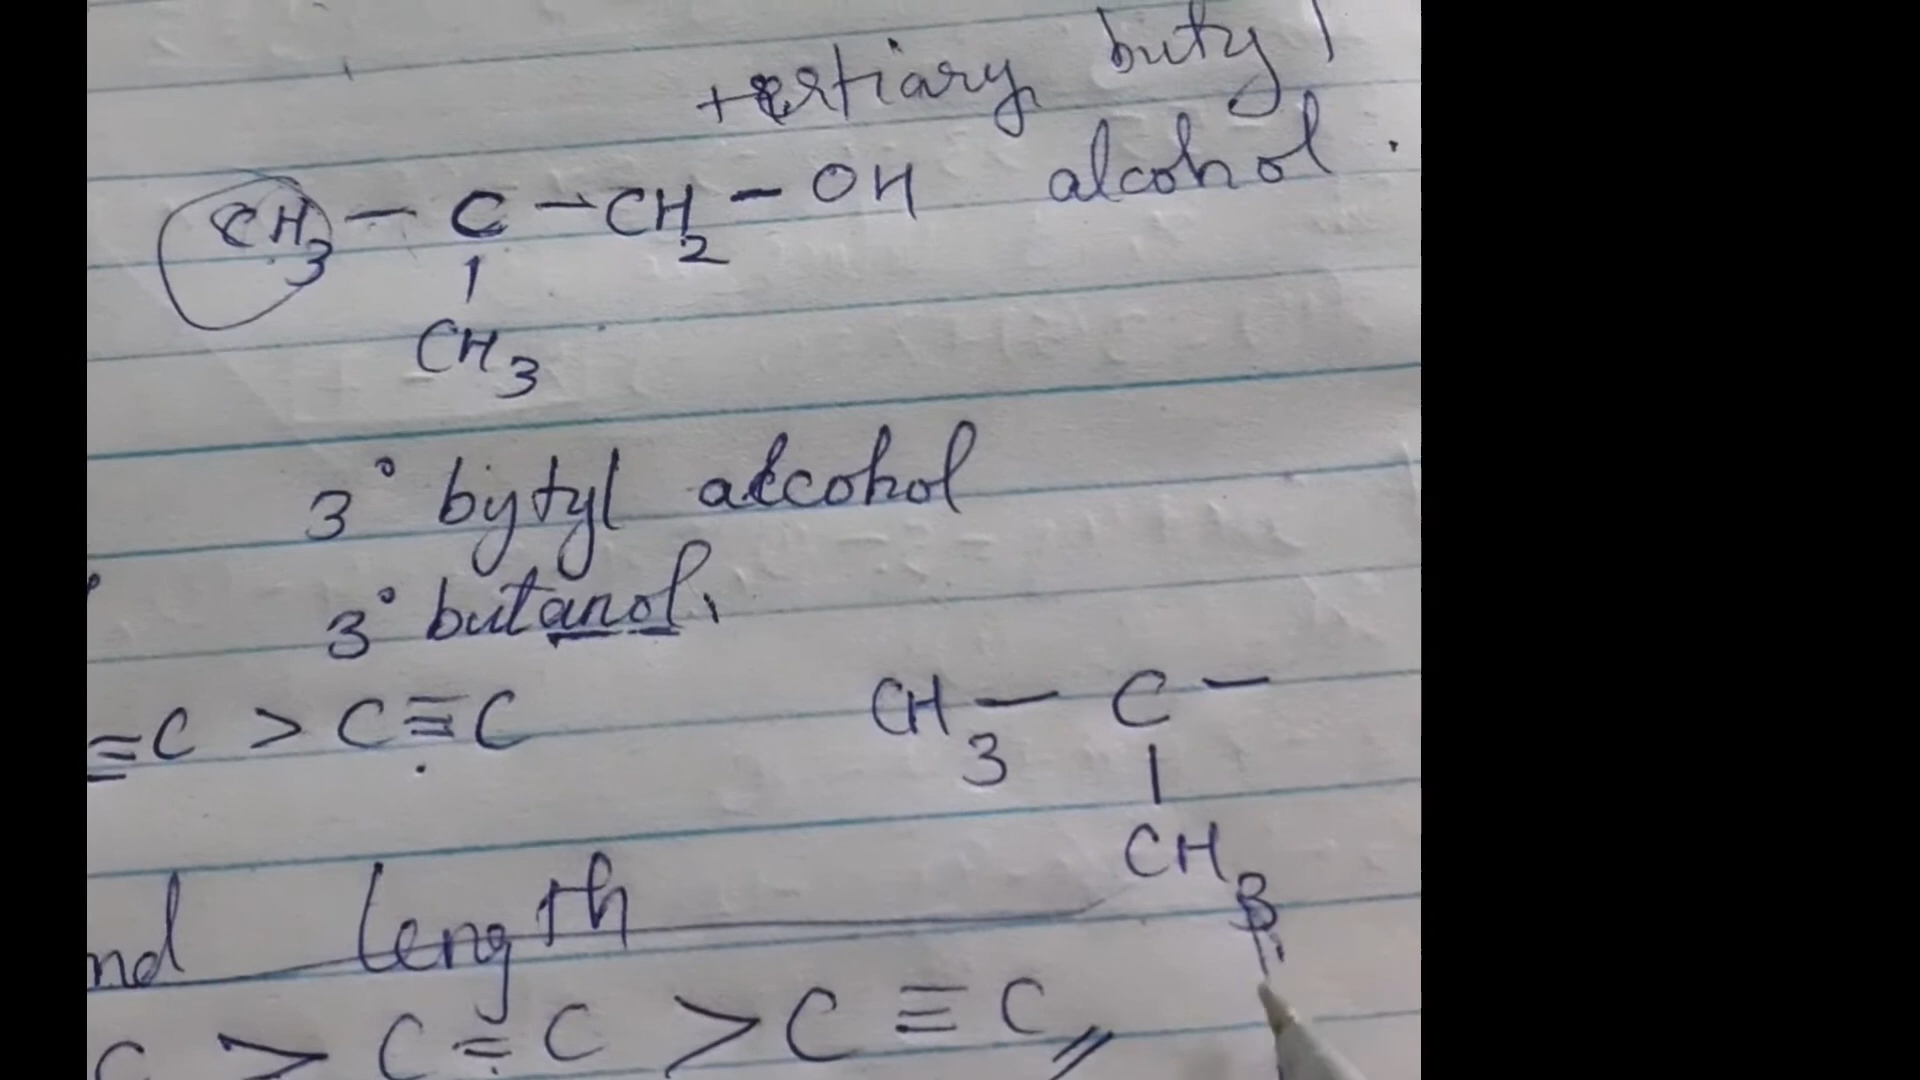 tertiary butyl
CH3 - C - CH2 - OH alcohol.
|
CH3
3° bytyl alcohol
3° butanol.
=C > C≡C CH3 - C -
|
CH3
nd length
C > C=C > C≡C